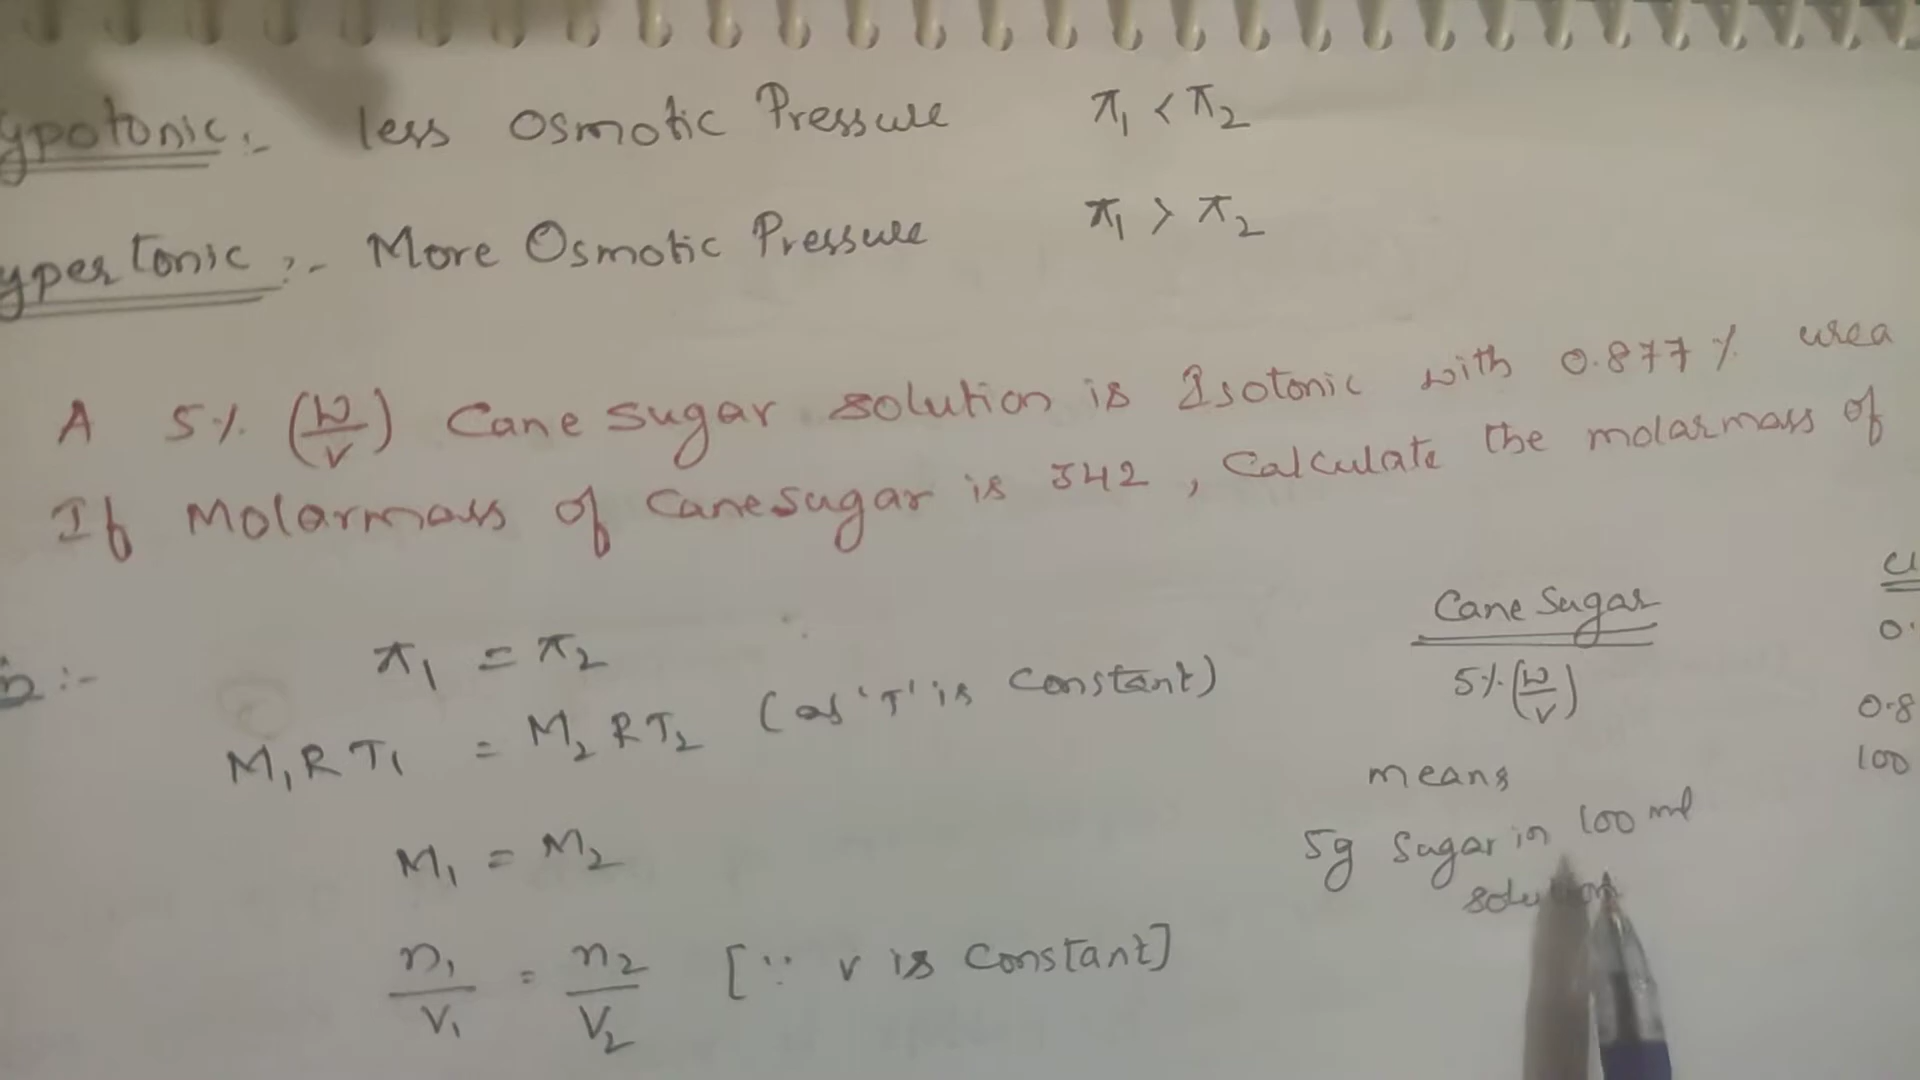 ypotonic:- less Osmotic Pressure π₁ < π₂
yper tonic :- More Osmotic Pressure π₁ > π₂
A 5% (W/V) Cane sugar solution is Isotonic with 0.877% urea
If Molarmass of Canesugar is 342, Calculate the molarmass of
:-
π₁ = π₂
M₁RT₁ = M₂RT₂ (as 'T' is constant)
M₁ = M₂
n₁/V₁ = n₂/V₂ [∵ v is Constant]
Cane Sugar
5% (W/V)
means
5g Sugar in 100 ml
solution
0.
0.8
100